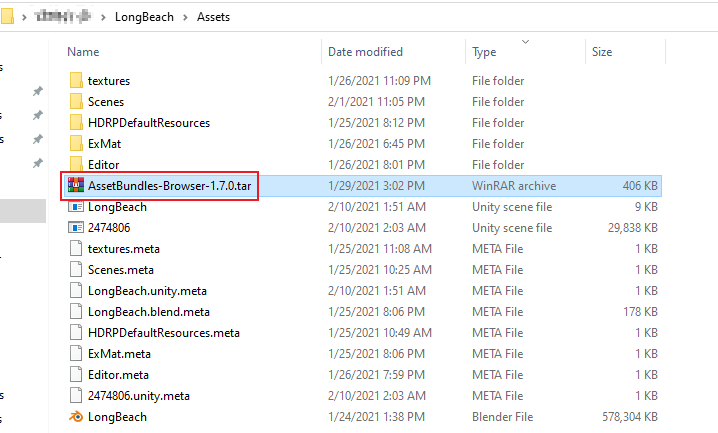 LongBeach > Assets
Name Date modified Type Size
textures 1/26/2021 11:09 PM File folder
Scenes 2/1/2021 11:05 PM File folder
HDRPDefaultResources 1/25/2021 8:12 PM File folder
ExMat 1/26/2021 6:45 PM File folder
Editor 1/26/2021 8:01 PM File folder
AssetBundles-Browser-1.7.0.tar 1/29/2021 3:02 PM WinRAR archive 406 KB
LongBeach 2/10/2021 1:51 AM Unity scene file 9 KB
2474806 2/10/2021 2:03 AM Unity scene file 29,838 KB
textures.meta 1/25/2021 11:08 AM META File 1 KB
Scenes.meta 1/25/2021 10:25 AM META File 1 KB
LongBeach.unity.meta 2/10/2021 1:51 AM META File 1 KB
LongBeach.blend.meta 1/25/2021 8:06 PM META File 178 KB
HDRPDefaultResources.meta 1/25/2021 10:49 AM META File 1 KB
ExMat.meta 1/25/2021 8:06 PM META File 1 KB
Editor.meta 1/26/2021 7:59 PM META File 1 KB
2474806.unity.meta 2/10/2021 2:03 AM META File 1 KB
LongBeach 1/24/2021 1:38 PM Blender File 578,304 KB